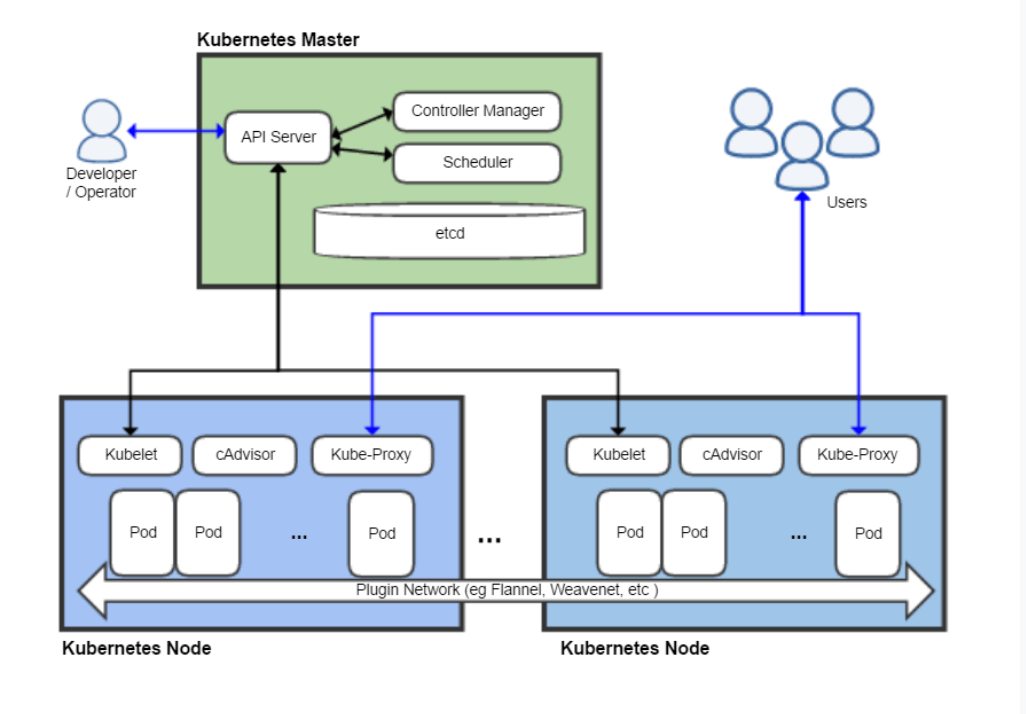 Kubernetes Master
Controller Manager
API Server
Scheduler
Developer
/ Operator
Users
etcd
Kubelet
cAdvisor
Kube-Proxy
Kubelet
cAdvisor
Kube-Proxy
Pod
Pod
...
Pod
...
Pod
Pod
...
Pod
Plugin Network (eg Flannel, Weavenet, etc )
Kubernetes Node
Kubernetes Node